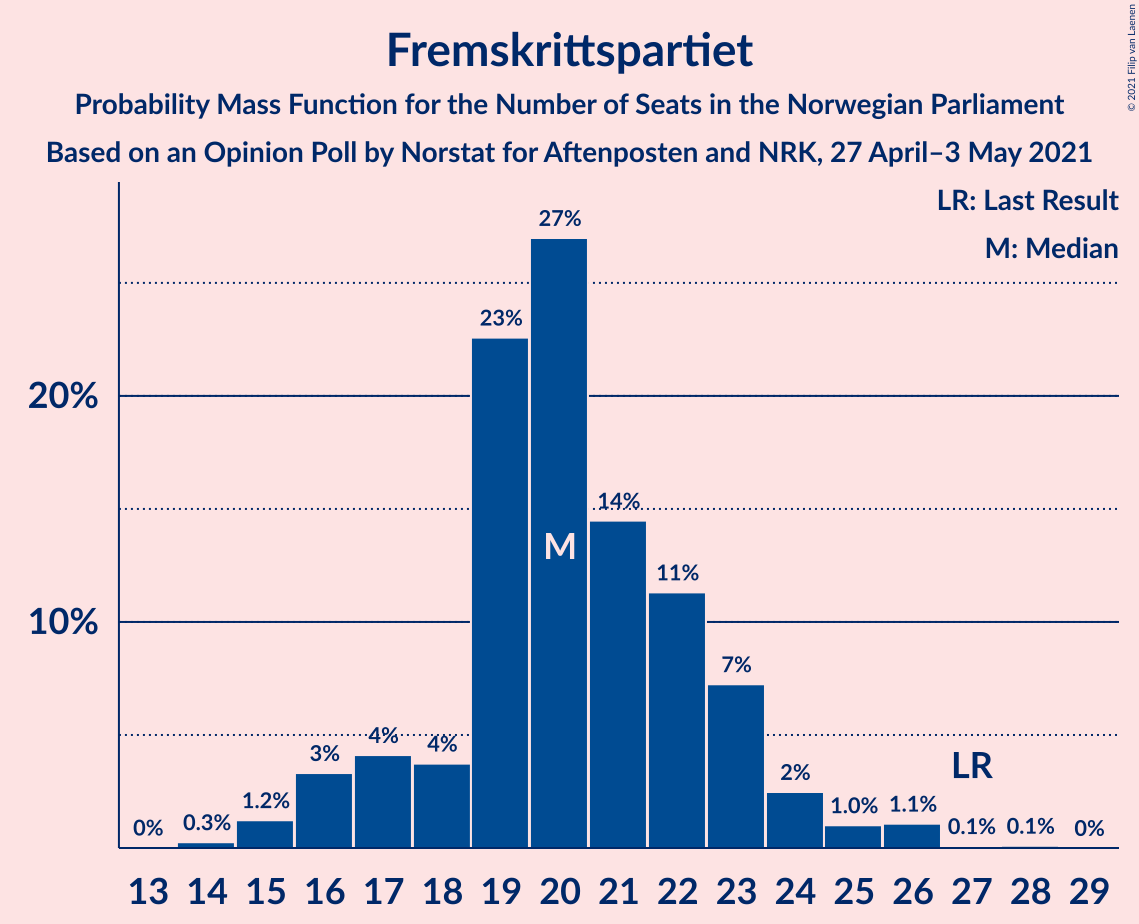 © 2021 Filip van Laenen
Fremskrittspartiet
Probability Mass Function for the Number of Seats in the Norwegian Parliament
Based on an Opinion Poll by Norstat for Aftenposten and NRK, 27 April–3 May 2021
LR: Last Result
M: Median
20%
10%
0%
0.3%
1.2%
3%
4%
4%
23%
27%
14%
11%
7%
2%
1.0%
1.1%
0.1%
0.1%
0%
M
LR
13 14 15 16 17 18 19 20 21 22 23 24 25 26 27 28 29